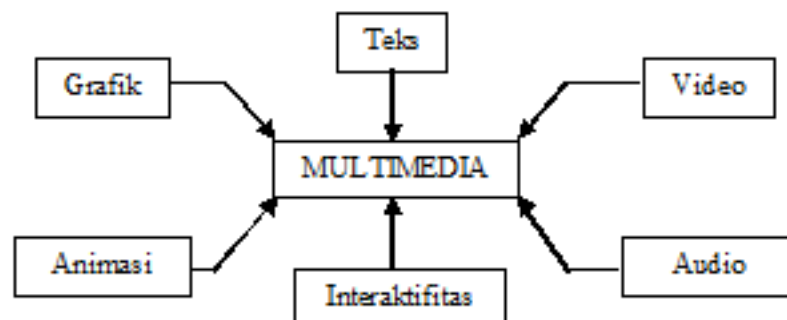 Teks
Grafik
Video
MULTIMEDIA
Animasi
Audio
Interaktifitas